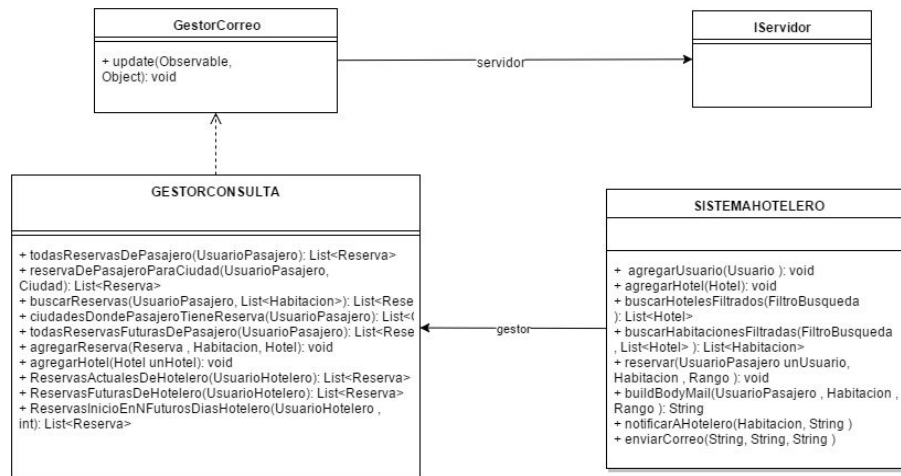 GestorCorreo
+ update(Observable,
Object): void
servidor
IServidor
GESTORCONSULTA
+ todasReservasDePasajero(UsuarioPasajero): List<Reserva>
+ reservaDePasajeroParaCiudad(UsuarioPasajero,
Ciudad): List<Reserva>
+ buscarReservas(UsuarioPasajero, List<Habitacion>): List<Rese
+ ciudadesDondePasajeroTieneReserva(UsuarioPasajero): List<C
+ todasReservasFuturasDePasajero(UsuarioPasajero): List<Rese
+ agregarReserva(Reserva , Habitacion, Hotel): void
+ agregarHotel(Hotel unHotel): void
+ ReservasActualesDeHotelero(UsuarioHotelero): List<Reserva>
+ ReservasFuturasDeHotelero(UsuarioHotelero): List<Reserva>
+ ReservasInicioEnNFuturosDiasHotelero(UsuarioHotelero ,
int): List<Reserva>
gestor
SISTEMAHOTELERO
+ agregarUsuario(Usuario ): void
+ agregarHotel(Hotel): void
+ buscarHotelesFiltrados(FiltroBusqueda
): List<Hotel>
+ buscarHabitacionesFiltradas(FiltroBusqueda
, List<Hotel> ): List<Habitacion>
+ reservar(UsuarioPasajero unUsuario,
Habitacion , Rango ): void
+ buildBodyMail(UsuarioPasajero , Habitacion ,
Rango ): String
+ notificarAHotelero(Habitacion, String )
+ enviarCorreo(String, String, String )